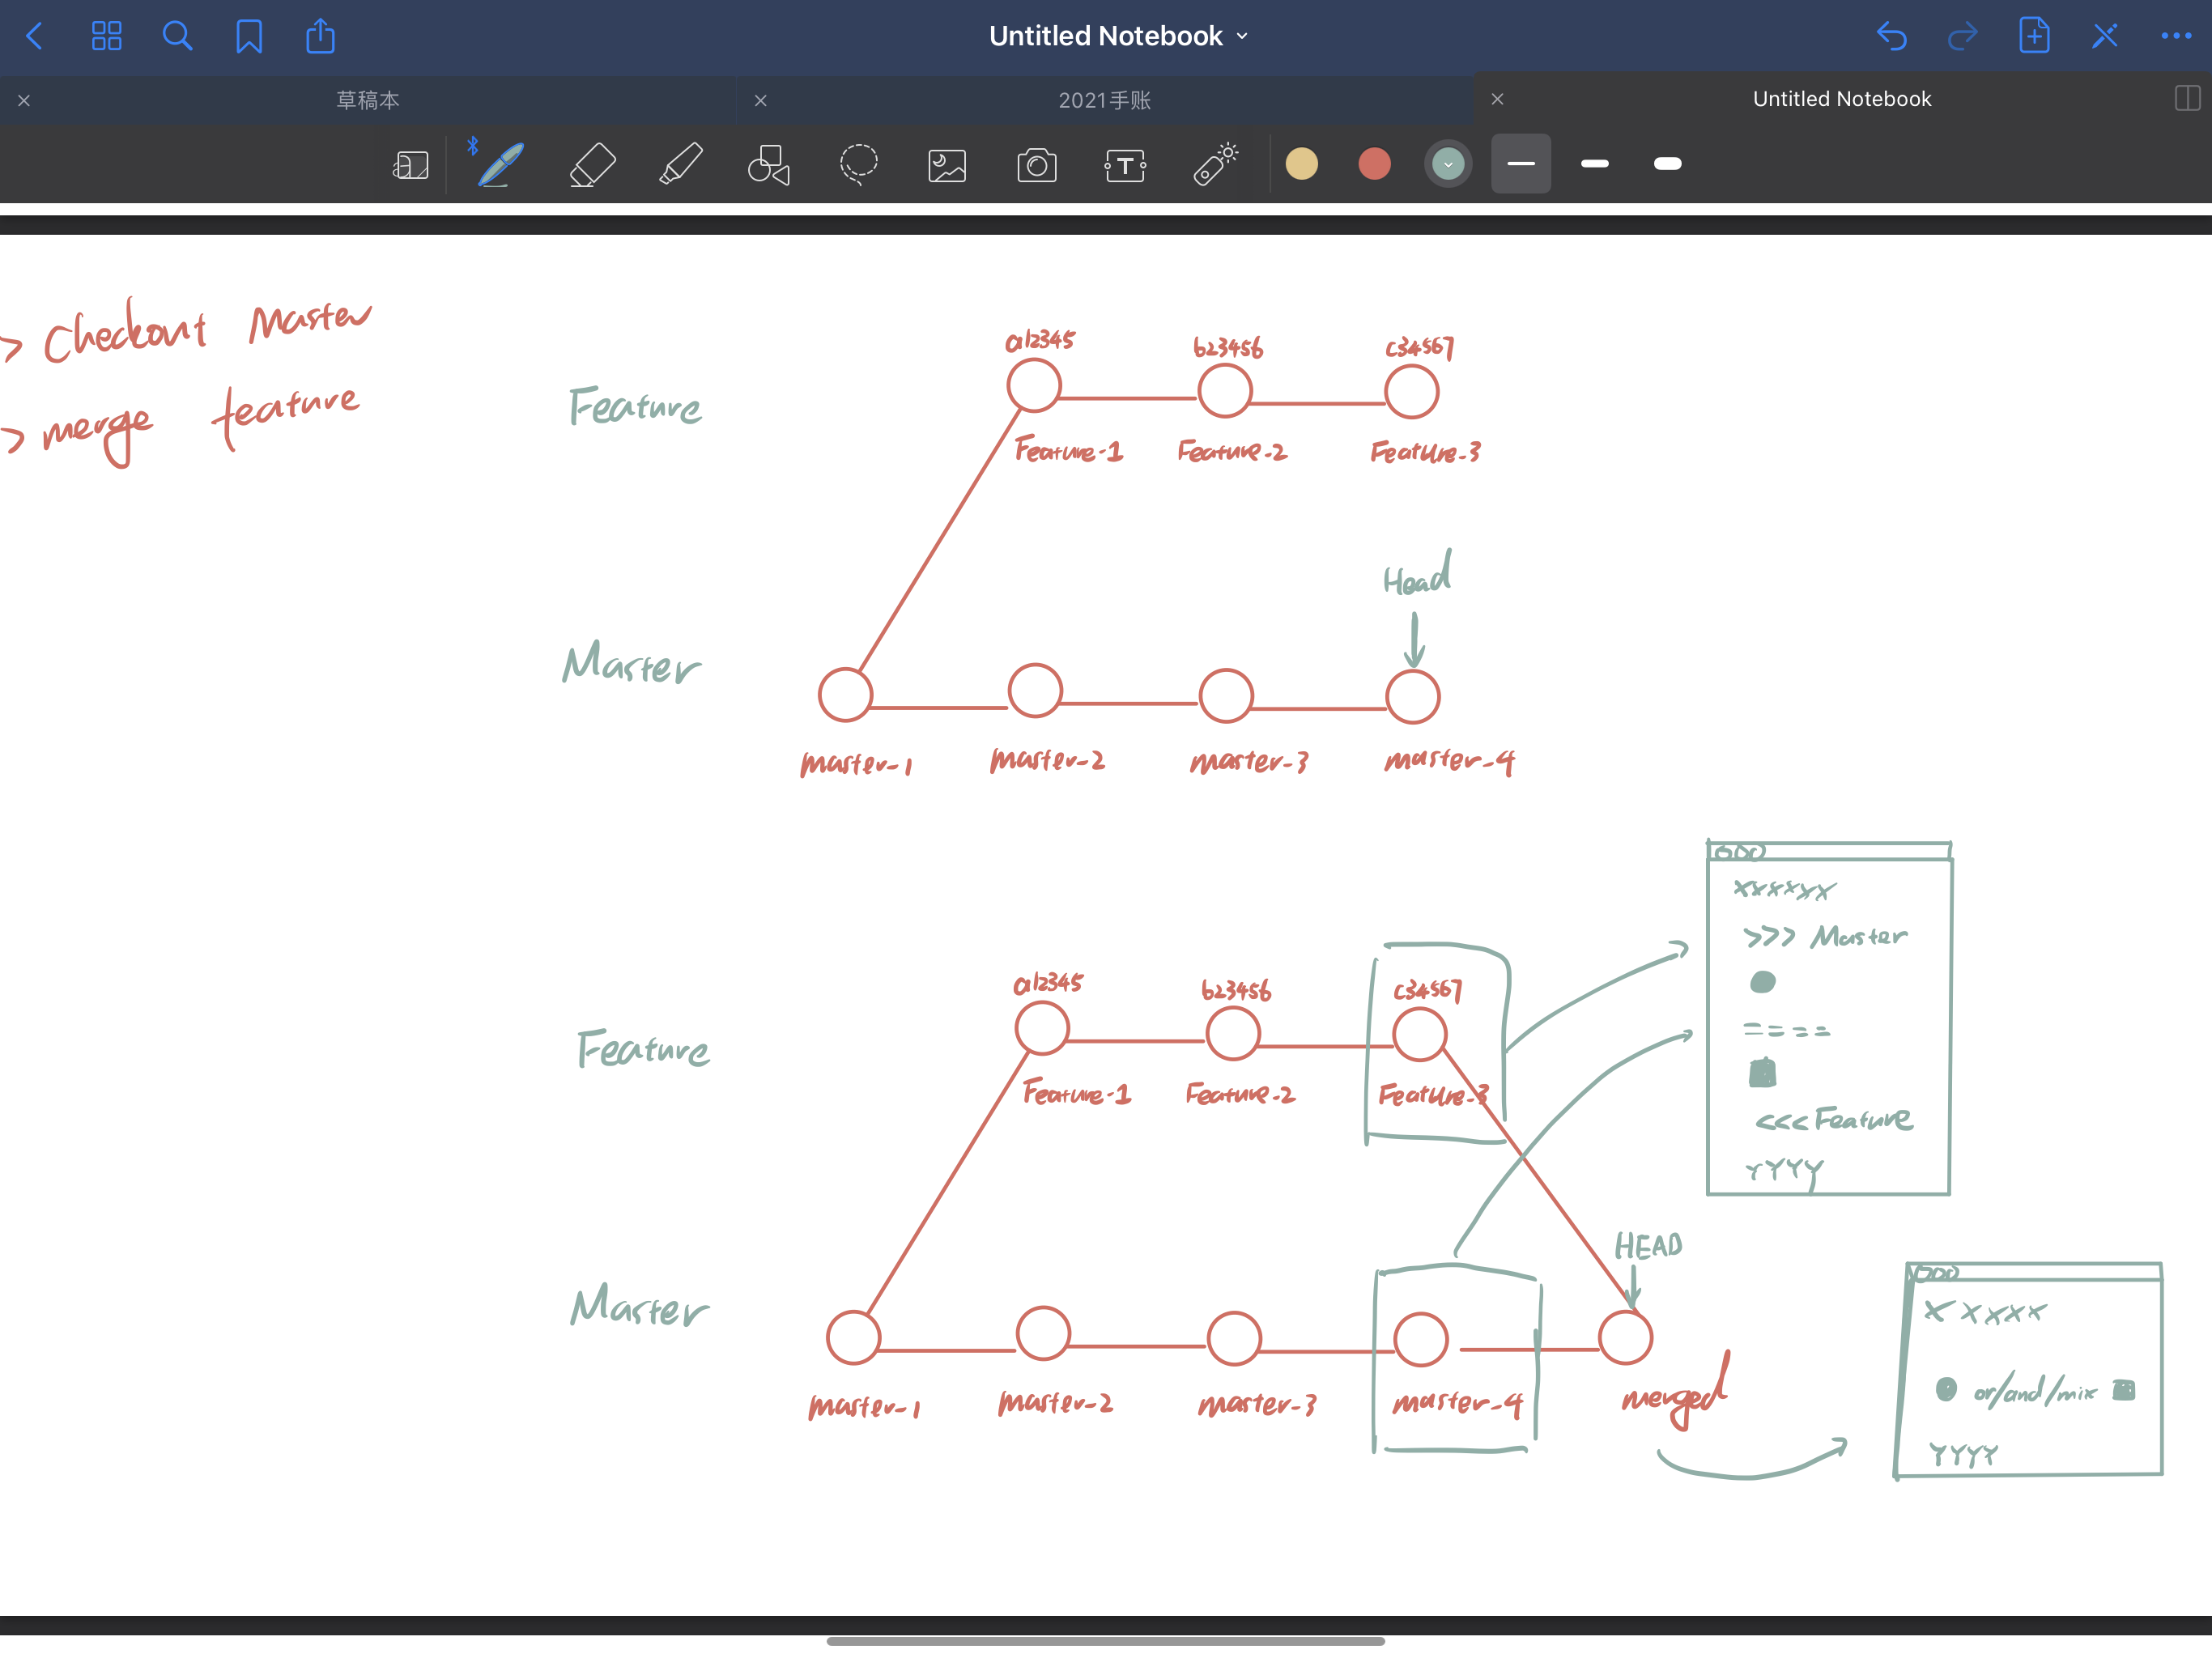 Untitled Notebook
草稿本
2021手账
Untitled Notebook
> Checkout Master
> merge feature
Feature
a12345 b23456 c34567
Feature-1 Feature-2 Feature-3
Head
Master
master-1 master-2 master-3 master-4
Feature
a12345 b23456 c34567
Feature-1 Feature-2 Feature-3
xxxxxx
>>> Master
====
<<< Feature
YYYY
HEAD
Master
master-1 master-2 master-3 master-4 merged
xxxxx
or/and/mix
YYYY